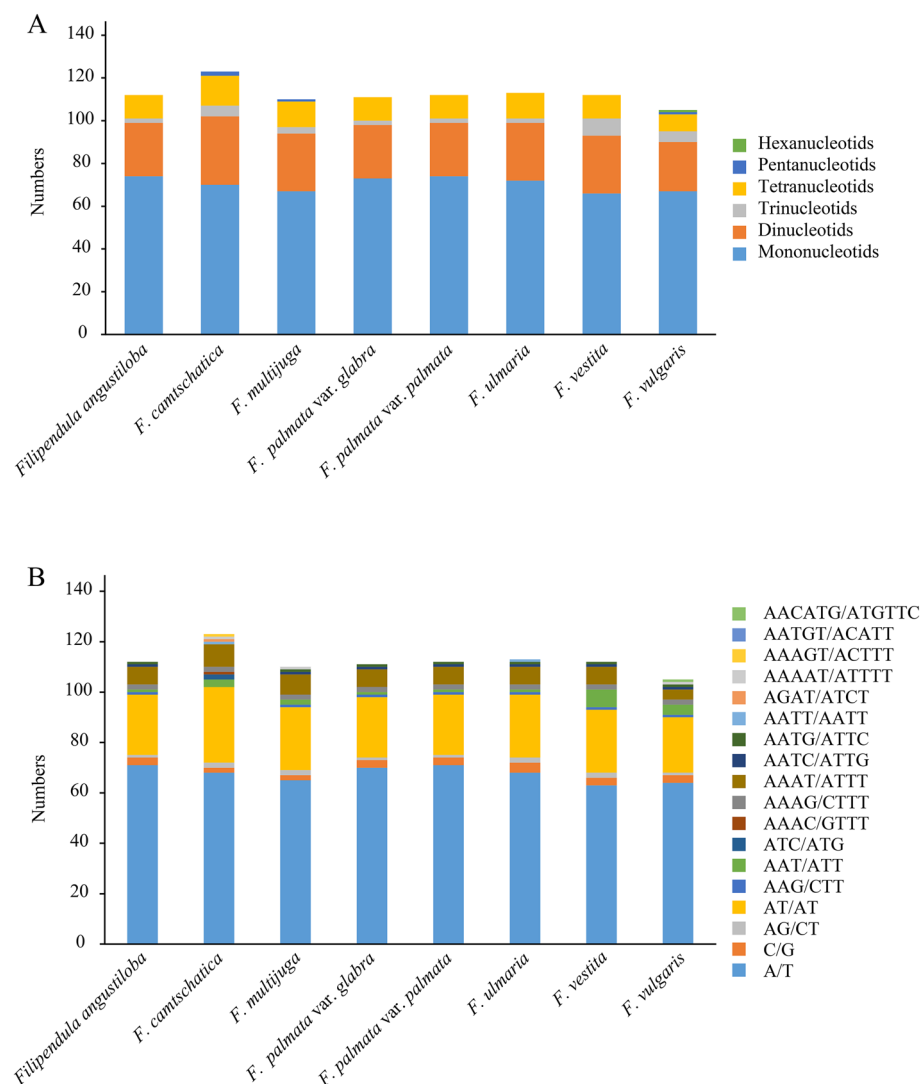 A
140
120
100
80
60
40
20
0
Numbers
Hexanucleotids
Pentanucleotids
Tetranucleotids
Trinucleotids
Dinucleotids
Mononucleotids
Filipendula angustiloba
F. camtschatica
F. multijuga
F. palmata var. glabra
F. palmata var. palmata
F. ulmaria
F. vestita
F. vulgaris
B
140
120
100
80
60
40
20
0
Numbers
AACATG/ATGTTC
AATGT/ACATT
AAAGT/ACTTT
AAAAT/ATTTT
AGAT/ATCT
AATT/AATT
AATG/ATTC
AATC/ATTG
AAAT/ATTT
AAAG/CTTT
AAAC/GTTT
ATC/ATG
AAT/ATT
AAG/CTT
AT/AT
AG/CT
C/G
A/T
Filipendula angustiloba
F. camtschatica
F. multijuga
F. palmata var. glabra
F. palmata var. palmata
F. ulmaria
F. vestita
F. vulgaris